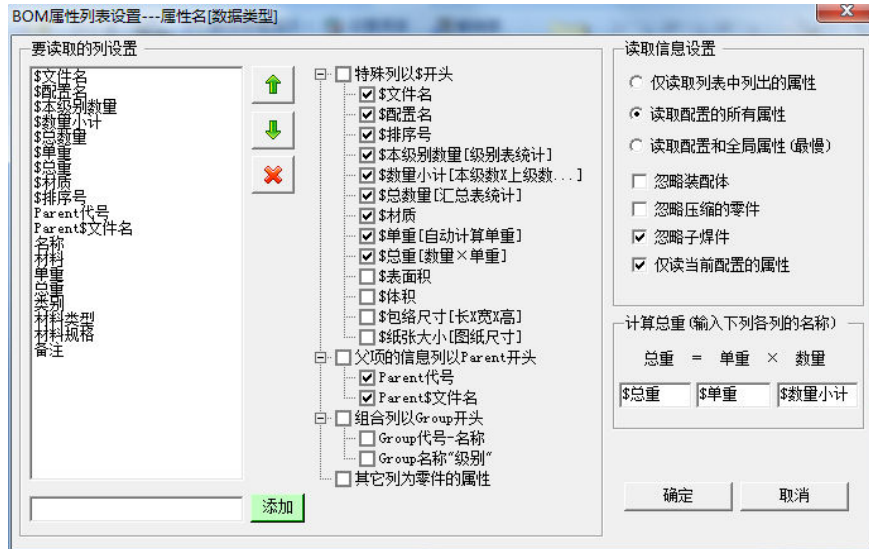 BOM属性列表设置---属性名[数据类型]
要读取的列设置
$文件名
$配置名
$本级别数量
$数量小计
$总数量
$单重
$总重
$材质
$排序号
Parent代号
Parent$文件名
名称
材料
单重
总重
类别
材料类型
材料规格
备注
添加
特殊列以$开头
$文件名
$配置名
$排序号
$本级别数量[级别表统计]
$数量小计[本级数X上级数...]
$总数量[汇总表统计]
$材质
$单重[自动计算单重]
$总重[数量×单重]
$表面积
$体积
$包络尺寸[长X宽X高]
$纸张大小[图纸尺寸]
父项的信息列以Parent开头
Parent代号
Parent$文件名
组合列以Group开头
Group代号-名称
Group名称"级别"
其它列为零件的属性
读取信息设置
仅读取列表中列出的属性
读取配置的所有属性
读取配置和全局属性(最慢)
忽略装配体
忽略压缩的零件
忽略子焊件
仅读当前配置的属性
计算总重(输入下列各列的名称)
总重 = 单重 × 数量
$总重 $单重 $数量小计
确定 取消